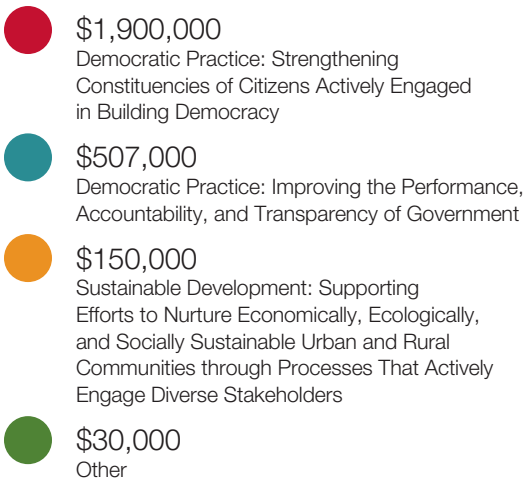 $1,900,000
Democratic Practice: Strengthening
Constituencies of Citizens Actively Engaged
in Building Democracy
$507,000
Democratic Practice: Improving the Performance,
Accountability, and Transparency of Government
$150,000
Sustainable Development: Supporting
Efforts to Nurture Economically, Ecologically,
and Socially Sustainable Urban and Rural
Communities through Processes That Actively
Engage Diverse Stakeholders
$30,000
Other